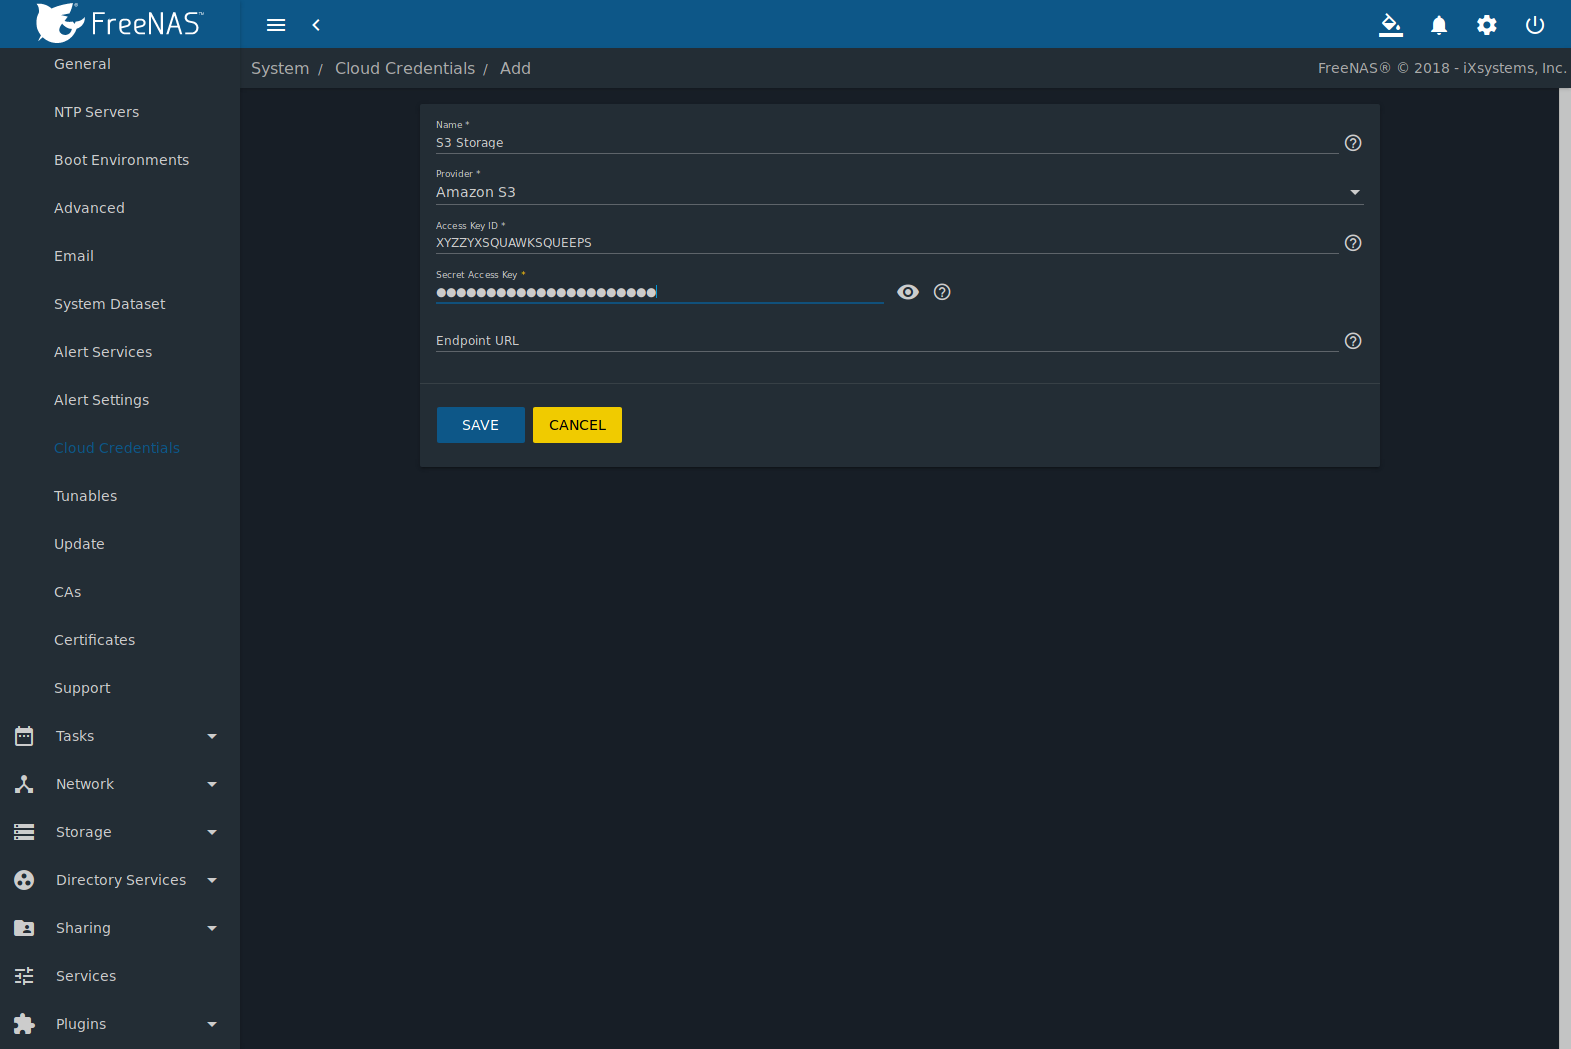 FreeNAS™
General
NTP Servers
Boot Environments
Advanced
Email
System Dataset
Alert Services
Alert Settings
Cloud Credentials
Tunables
Update
CAs
Certificates
Support
Tasks
Network
Storage
Directory Services
Sharing
Services
Plugins
System / Cloud Credentials / Add
FreeNAS® © 2018 - iXsystems, Inc.
Name *
S3 Storage
Provider *
Amazon S3
Access Key ID *
XYZZYXSQUAWKSQUEEPS
Secret Access Key *
●●●●●●●●●●●●●●●●●●●●●●
Endpoint URL
SAVE CANCEL